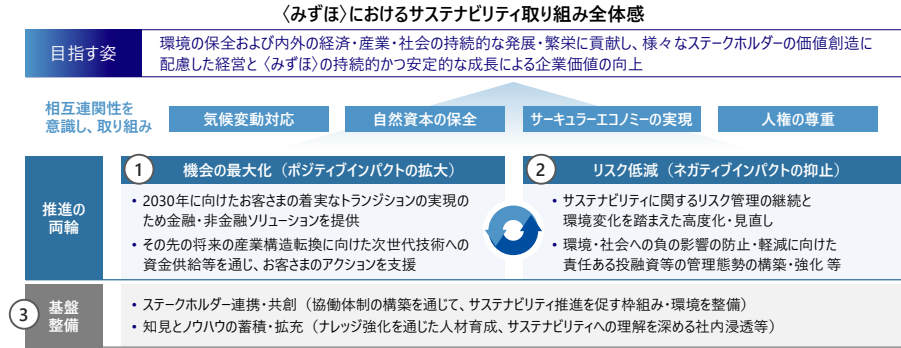 〈みずほ〉におけるサステナビリティ取り組み全体感
目指す姿
環境の保全および内外の経済・産業・社会の持続的な発展・繁栄に貢献し、様々なステークホルダーの価値創造に
配慮した経営と〈みずほ〉の持続的かつ安定的な成長による企業価値の向上
相互連関性を
意識し、取り組み
気候変動対応
自然資本の保全
サーキュラーエコノミーの実現
人権の尊重
推進の
両輪
1 機会の最大化（ポジティブインパクトの拡大）
• 2030年に向けたお客さまの着実なトランジションの実現の
ため金融・非金融ソリューションを提供
• その先の将来の産業構造転換に向けた次世代技術への
資金供給等を通じ、お客さまのアクションを支援
2 リスク低減（ネガティブインパクトの抑止）
• サステナビリティに関するリスク管理の継続と
環境変化を踏まえた高度化・見直し
• 環境・社会への負の影響の防止・軽減に向けた
責任ある投融資等の管理態勢の構築・強化 等
3 基盤
整備
• ステークホルダー連携・共創（協働体制の構築を通じて、サステナビリティ推進を促す枠組み・環境を整備）
• 知見とノウハウの蓄積・拡充（ナレッジ強化を通じた人材育成、サステナビリティへの理解を深める社内浸透等）